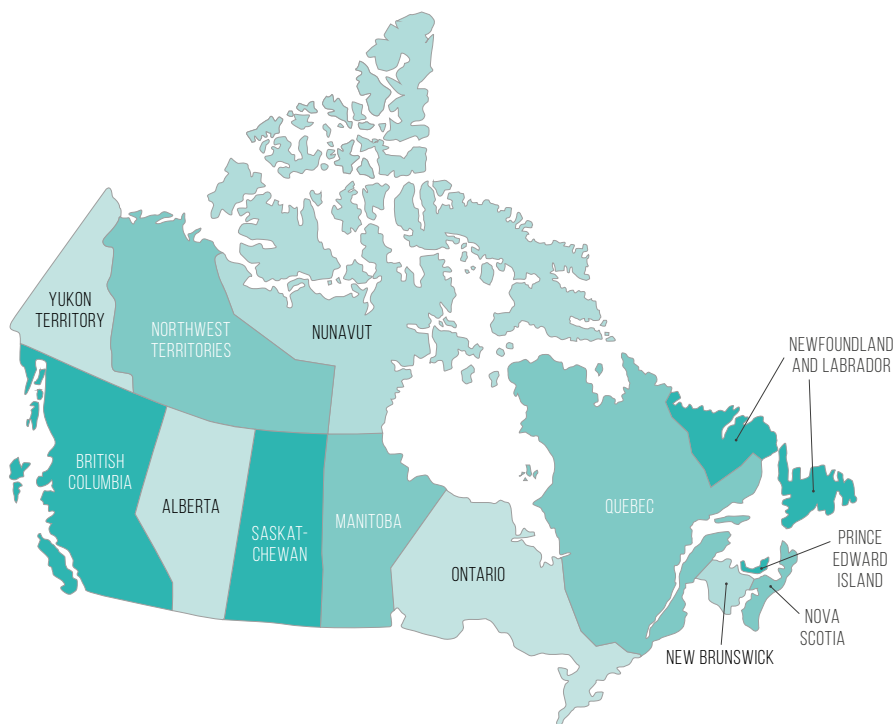 YUKON
TERRITORY
NORTHWEST
TERRITORIES
NUNAVUT
NEWFOUNDLAND
AND LABRADOR
BRITISH
COLUMBIA
ALBERTA
SASKAT-
CHEWAN
MANITOBA
ONTARIO
QUEBEC
PRINCE
EDWARD
ISLAND
NOVA
SCOTIA
NEW BRUNSWICK